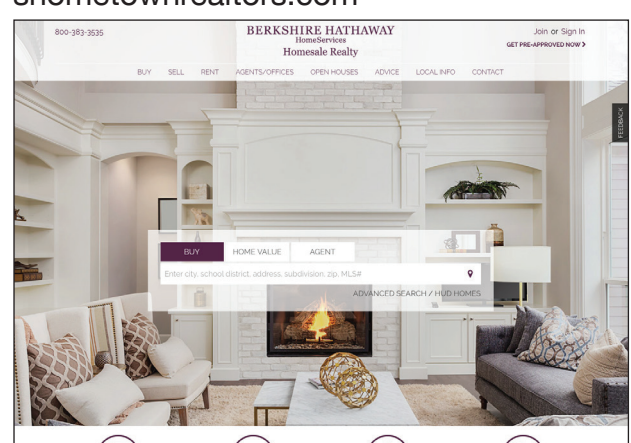 shometownrealtors.com
800-383-3535
BERKSHIRE HATHAWAY
HomeServices
Homesale Realty
Join or Sign In
GET PRE-APPROVED NOW >
BUY SELL RENT AGENTS/OFFICES OPEN HOUSES ADVICE LOCAL INFO CONTACT
FEEDBACK
BUY HOME VALUE AGENT
Enter city, school district, address, subdivision, zip, MLS#
ADVANCED SEARCH / HUD HOMES